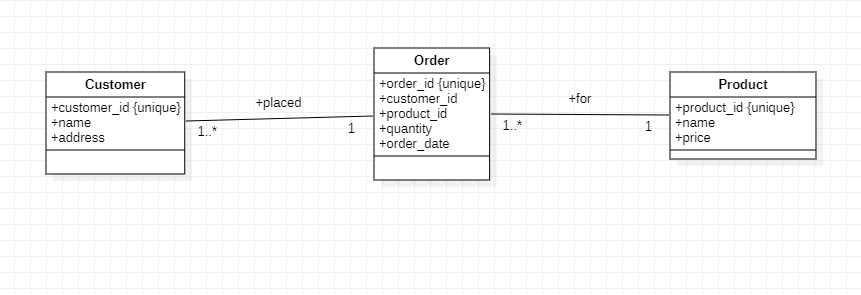 Customer
+customer_id {unique}
+name
+address
+placed
1..*
1
Order
+order_id {unique}
+customer_id
+product_id
+quantity
+order_date
+for
1..*
1
Product
+product_id {unique}
+name
+price